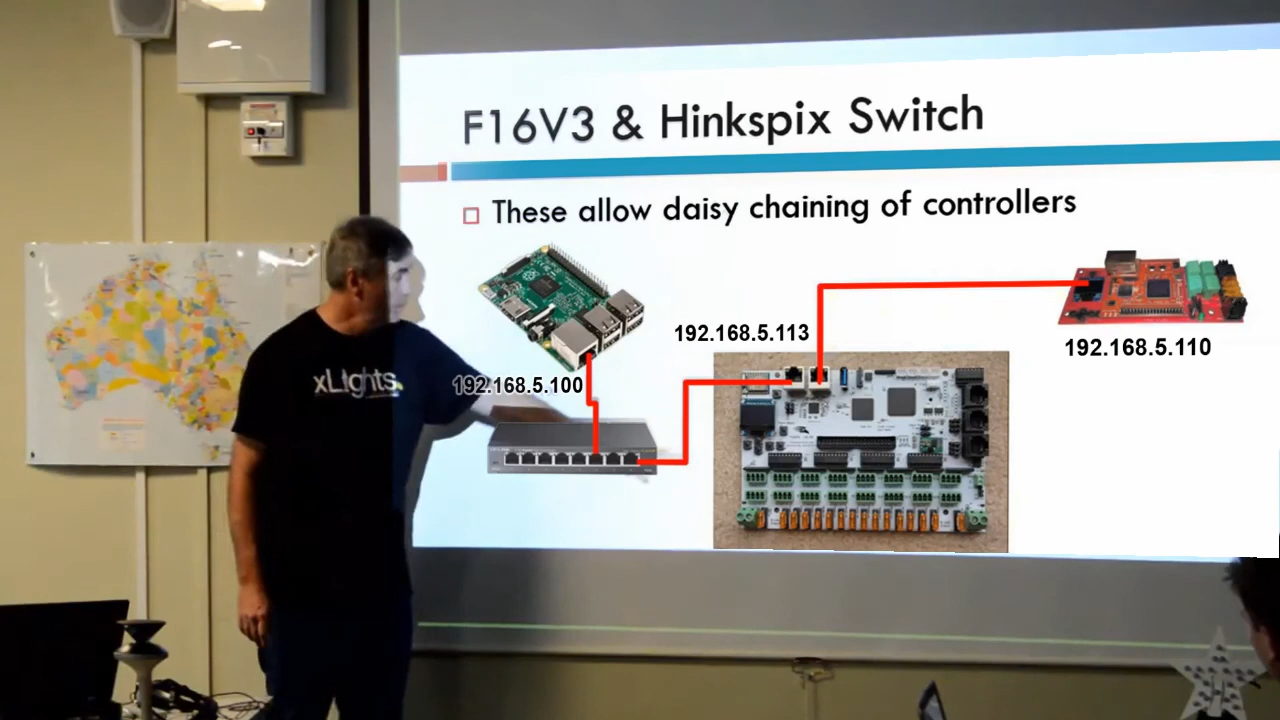 F16V3 & Hinkspix Switch
These allow daisy chaining of controllers
192.168.5.113
192.168.5.110
192.168.5.100
xLights